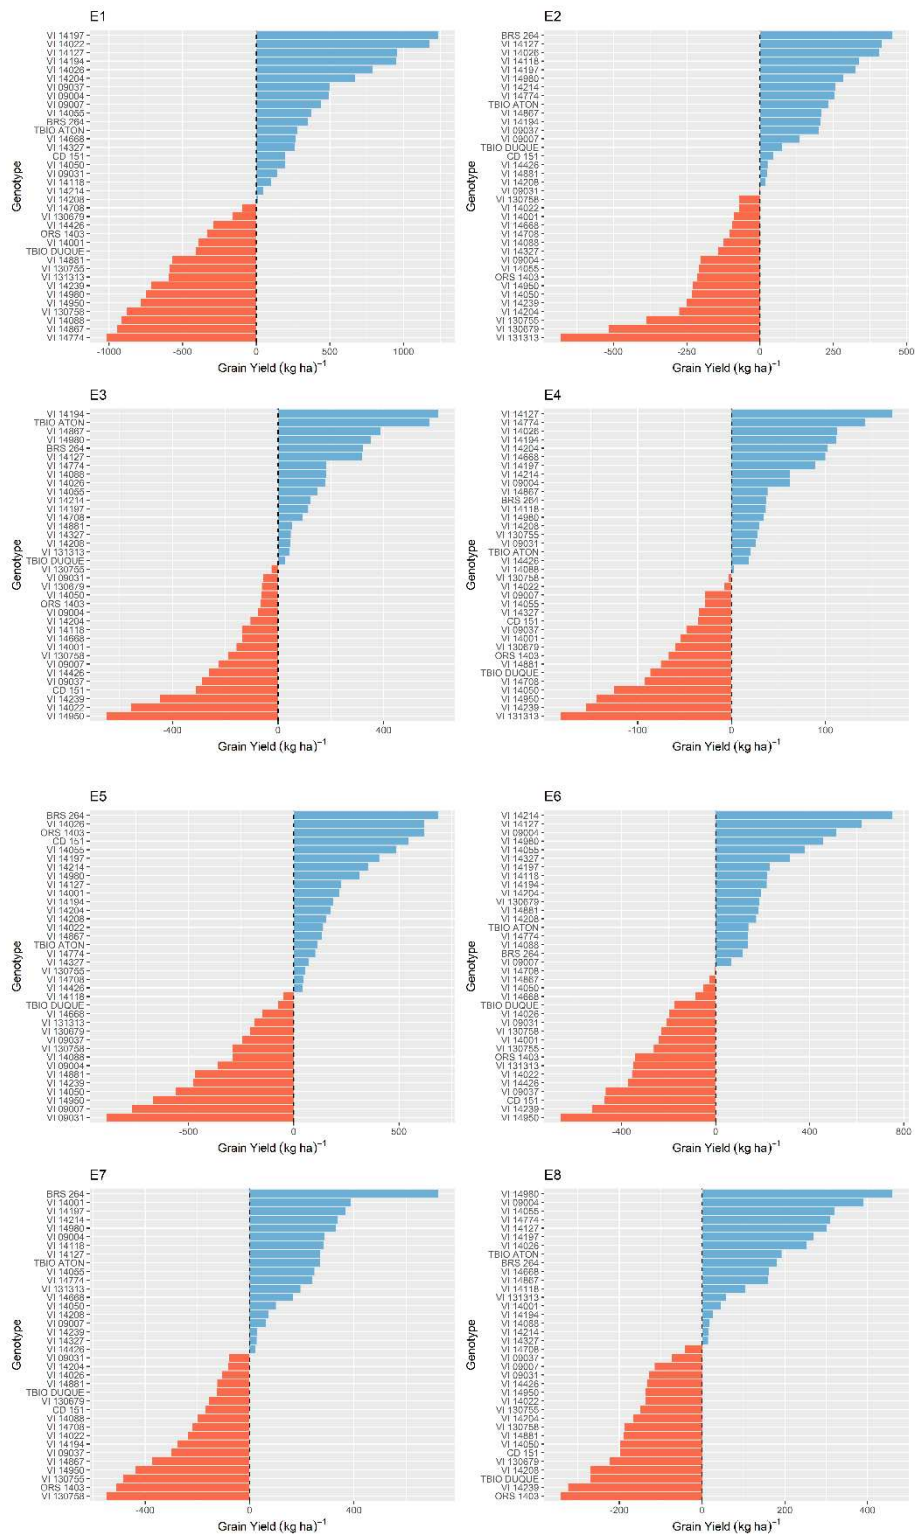 E1
VI 14197
VI 14022
VI 14127
VI 14194
VI 14026
VI 14204
VI 09037
VI 09004
VI 09007
VI 14055
BRS 264
TBIO ATON
VI 14668
VI 14327
CD 151
VI 14050
VI 09031
VI 14118
VI 14214
VI 14208
VI 14708
VI 130679
VI 14426
ORS 1403
VI 14001
TBIO DUQUE
VI 14881
VI 130755
VI 131313
VI 14239
VI 14980
VI 14950
VI 130758
VI 14088
VI 14867
VI 14774
Genotype
-1000 -500 0 500 1000
Grain Yield (kg ha)⁻¹
E2
BRS 264
VI 14127
VI 14026
VI 14118
VI 14197
VI 14980
VI 14214
VI 14774
TBIO ATON
VI 14867
VI 14194
VI 09037
VI 09007
TBIO DUQUE
CD 151
VI 14426
VI 14881
VI 14208
VI 09031
VI 130758
VI 14022
VI 14001
VI 14668
VI 14708
VI 14088
VI 14327
VI 09004
VI 14055
ORS 1403
VI 14950
VI 14050
VI 14239
VI 14204
VI 130755
VI 130679
VI 131313
Genotype
-500 -250 0 250 500
Grain Yield (kg ha)⁻¹
E3
VI 14194
TBIO ATON
VI 14867
VI 14980
BRS 264
VI 14127
VI 14774
VI 14088
VI 14026
VI 14055
VI 14214
VI 14197
VI 14708
VI 14881
VI 14327
VI 14208
VI 131313
TBIO DUQUE
VI 130755
VI 09031
VI 130679
VI 14050
ORS 1403
VI 09004
VI 14204
VI 14118
VI 14668
VI 14001
VI 130758
VI 09007
VI 14426
VI 09037
CD 151
VI 14239
VI 14022
VI 14950
Genotype
-400 0 400
Grain Yield (kg ha)⁻¹
E4
VI 14127
VI 14774
VI 14026
VI 14194
VI 14204
VI 14668
VI 14197
VI 14214
VI 09004
VI 14867
BRS 264
VI 14118
VI 14980
VI 14208
VI 130755
VI 09031
TBIO ATON
VI 14426
VI 14088
VI 130758
VI 14022
VI 09007
VI 14055
VI 14327
CD 151
VI 09037
VI 14001
VI 130679
ORS 1403
VI 14881
TBIO DUQUE
VI 14708
VI 14050
VI 14950
VI 14239
VI 131313
Genotype
-100 0 100
Grain Yield (kg ha)⁻¹
E5
BRS 264
VI 14026
ORS 1403
CD 151
VI 14055
VI 14197
VI 14214
VI 14980
VI 14127
VI 14001
VI 14194
VI 14204
VI 14208
VI 14022
VI 14867
TBIO ATON
VI 14774
VI 14327
VI 130755
VI 14708
VI 14426
VI 14118
TBIO DUQUE
VI 14668
VI 131313
VI 130679
VI 09037
VI 130758
VI 14088
VI 09004
VI 14881
VI 14239
VI 14050
VI 14950
VI 09007
VI 09031
Genotype
-500 0 500
Grain Yield (kg ha)⁻¹
E6
VI 14214
VI 14127
VI 09004
VI 14980
VI 14055
VI 14327
VI 14197
VI 14118
VI 14194
VI 14204
VI 130679
VI 14881
VI 14208
TBIO ATON
VI 14774
VI 14088
BRS 264
VI 09007
VI 14708
VI 14867
VI 14050
VI 14668
TBIO DUQUE
VI 14026
VI 09031
VI 130758
VI 14001
VI 130755
ORS 1403
VI 131313
VI 14022
VI 14426
VI 09037
CD 151
VI 14239
VI 14950
Genotype
-400 0 400 800
Grain Yield (kg ha)⁻¹
E7
BRS 264
VI 14001
VI 14197
VI 14214
VI 14980
VI 09004
VI 14118
VI 14127
TBIO ATON
VI 14055
VI 14774
VI 131313
VI 14668
VI 14050
VI 14208
VI 09007
VI 14239
VI 14327
VI 14426
VI 09031
VI 14204
VI 14026
VI 14881
TBIO DUQUE
VI 130679
CD 151
VI 14088
VI 14708
VI 14022
VI 14194
VI 09037
VI 14867
VI 14950
VI 130755
ORS 1403
VI 130758
Genotype
-400 0 400
Grain Yield (kg ha)⁻¹
E8
VI 14980
VI 09004
VI 14055
VI 14774
VI 14127
VI 14197
VI 14026
TBIO ATON
BRS 264
VI 14668
VI 14867
VI 14118
VI 131313
VI 14001
VI 14194
VI 14088
VI 14214
VI 14327
VI 14708
VI 09037
VI 09007
VI 09031
VI 14426
VI 14950
VI 14022
VI 130755
VI 14204
VI 130758
VI 14881
VI 14050
CD 151
VI 130679
VI 14208
TBIO DUQUE
VI 14239
ORS 1403
Genotype
-200 0 200 400
Grain Yield (kg ha)⁻¹